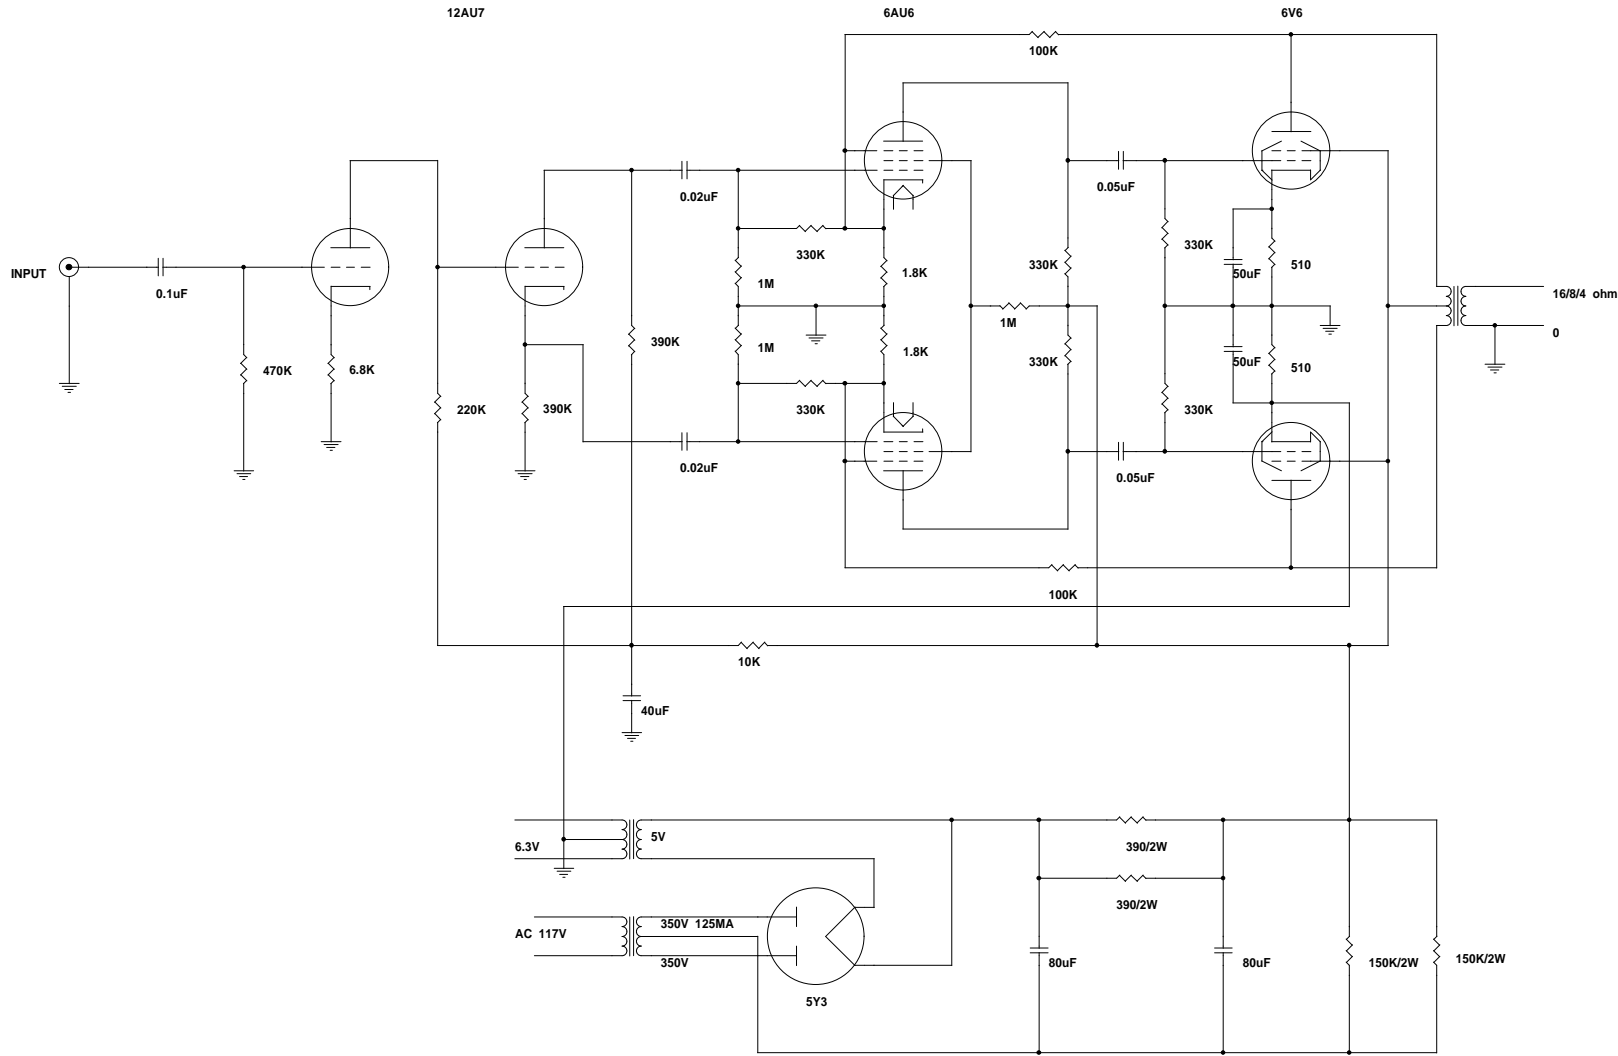 12AU7
6AU6
6V6
100K
0.02uF
0.05uF
INPUT
0.1uF
330K
1M
1.8K
330K
1M
330K
50uF
510
16/8/4 ohm
0
470K
6.8K
220K
390K
390K
1M
330K
1.8K
330K
50uF
510
330K
0.02uF
0.05uF
100K
10K
40uF
6.3V
5V
390/2W
390/2W
AC 117V
350V 125MA
350V
5Y3
80uF
80uF
150K/2W
150K/2W